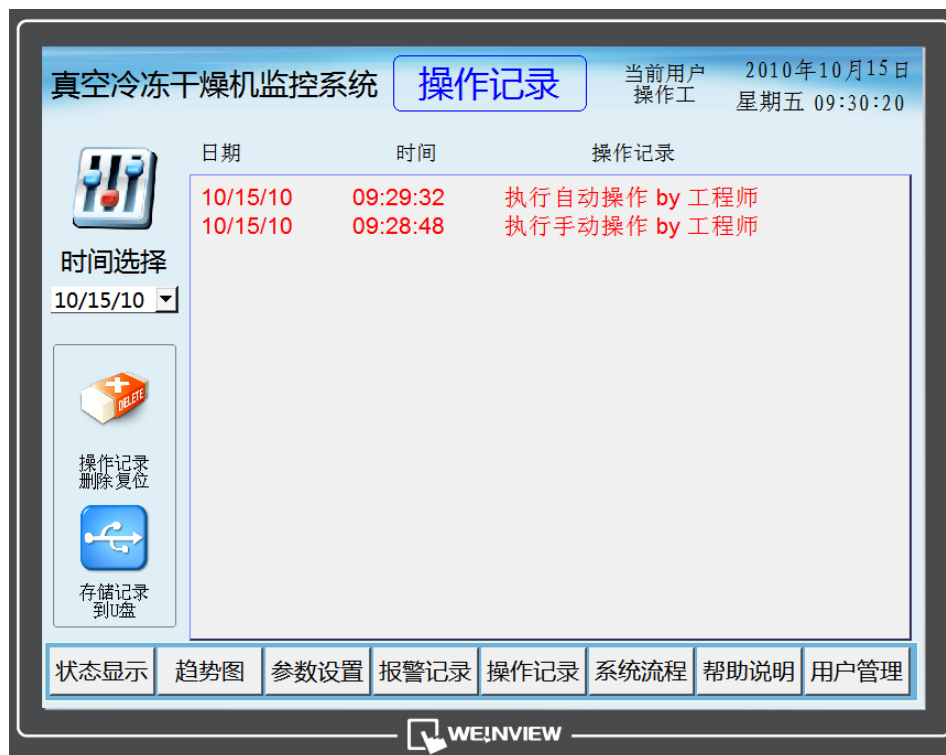 真空冷冻干燥机监控系统
操作记录
当前用户
操作工
2010年10月15日
星期五 09:30:20
日期 时间 操作记录
10/15/10 09:29:32 执行自动操作 by 工程师
10/15/10 09:28:48 执行手动操作 by 工程师
时间选择
10/15/10
DELETE
操作记录
删除复位
存储记录
到U盘
状态显示 趋势图 参数设置 报警记录 操作记录 系统流程 帮助说明 用户管理
WE!NVIEW